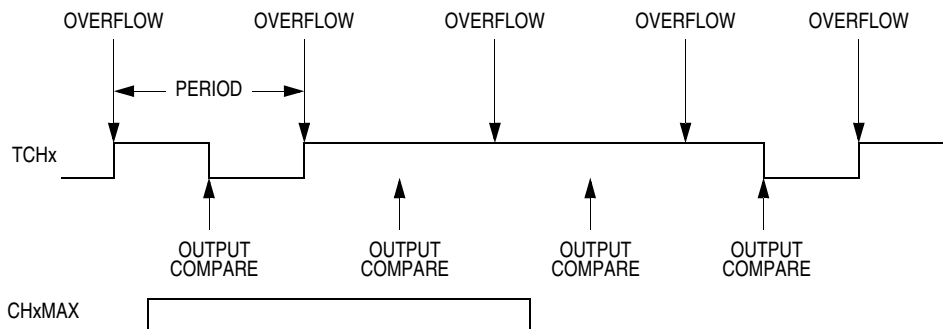 OVERFLOW OVERFLOW OVERFLOW OVERFLOW OVERFLOW
PERIOD
TCHx
OUTPUT OUTPUT OUTPUT OUTPUT
COMPARE COMPARE COMPARE COMPARE
CHxMAX